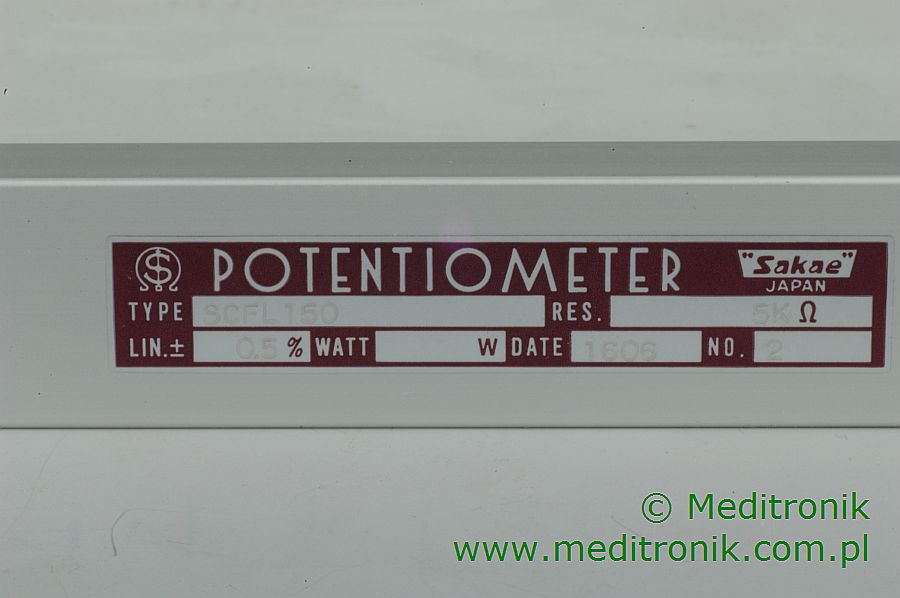 POTENTIOMETER "Sakae"
JAPAN
TYPE SCFL150 RES. 5K Ω
LIN.± 0.5 % WATT W DATE 1606 NO. 2
© Meditronik
www.meditronik.com.pl